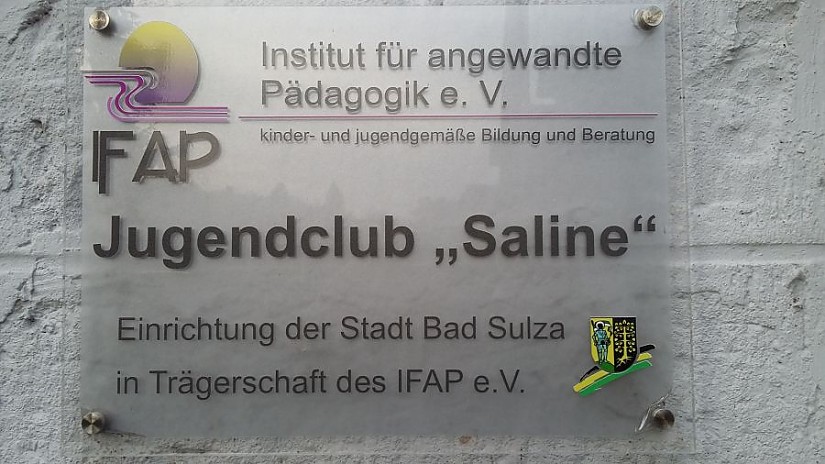 Institut für angewandte
Pädagogik e. V.
kinder- und jugendgemäße Bildung und Beratung
IFAP
Jugendclub „Saline“
Einrichtung der Stadt Bad Sulza
in Trägerschaft des IFAP e.V.